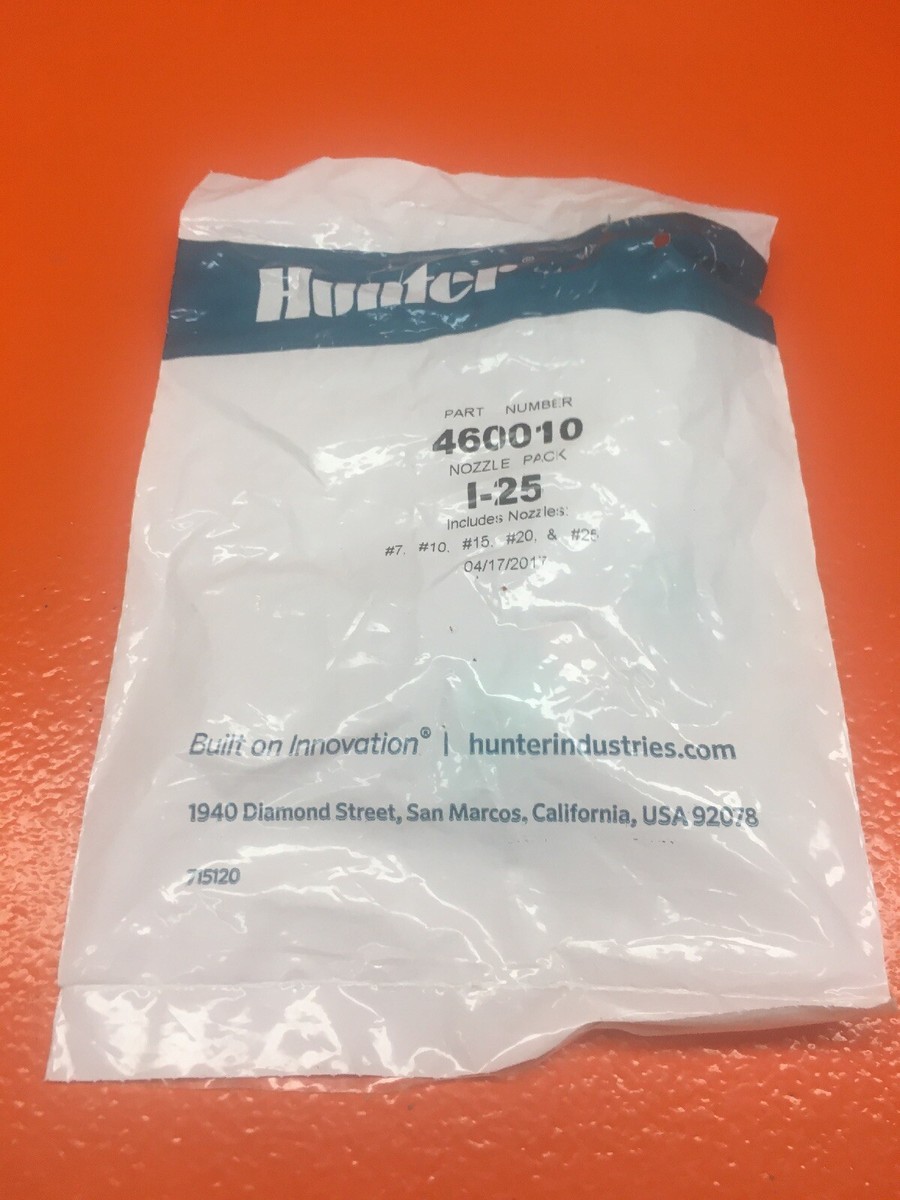 Hunter
PART NUMBER
460010
NOZZLE PACK
I-25
Includes Nozzles:
#7, #10, #15, #20, & #25
04/17/2017
Built on Innovation® | hunterindustries.com
1940 Diamond Street, San Marcos, California, USA 92078
715120